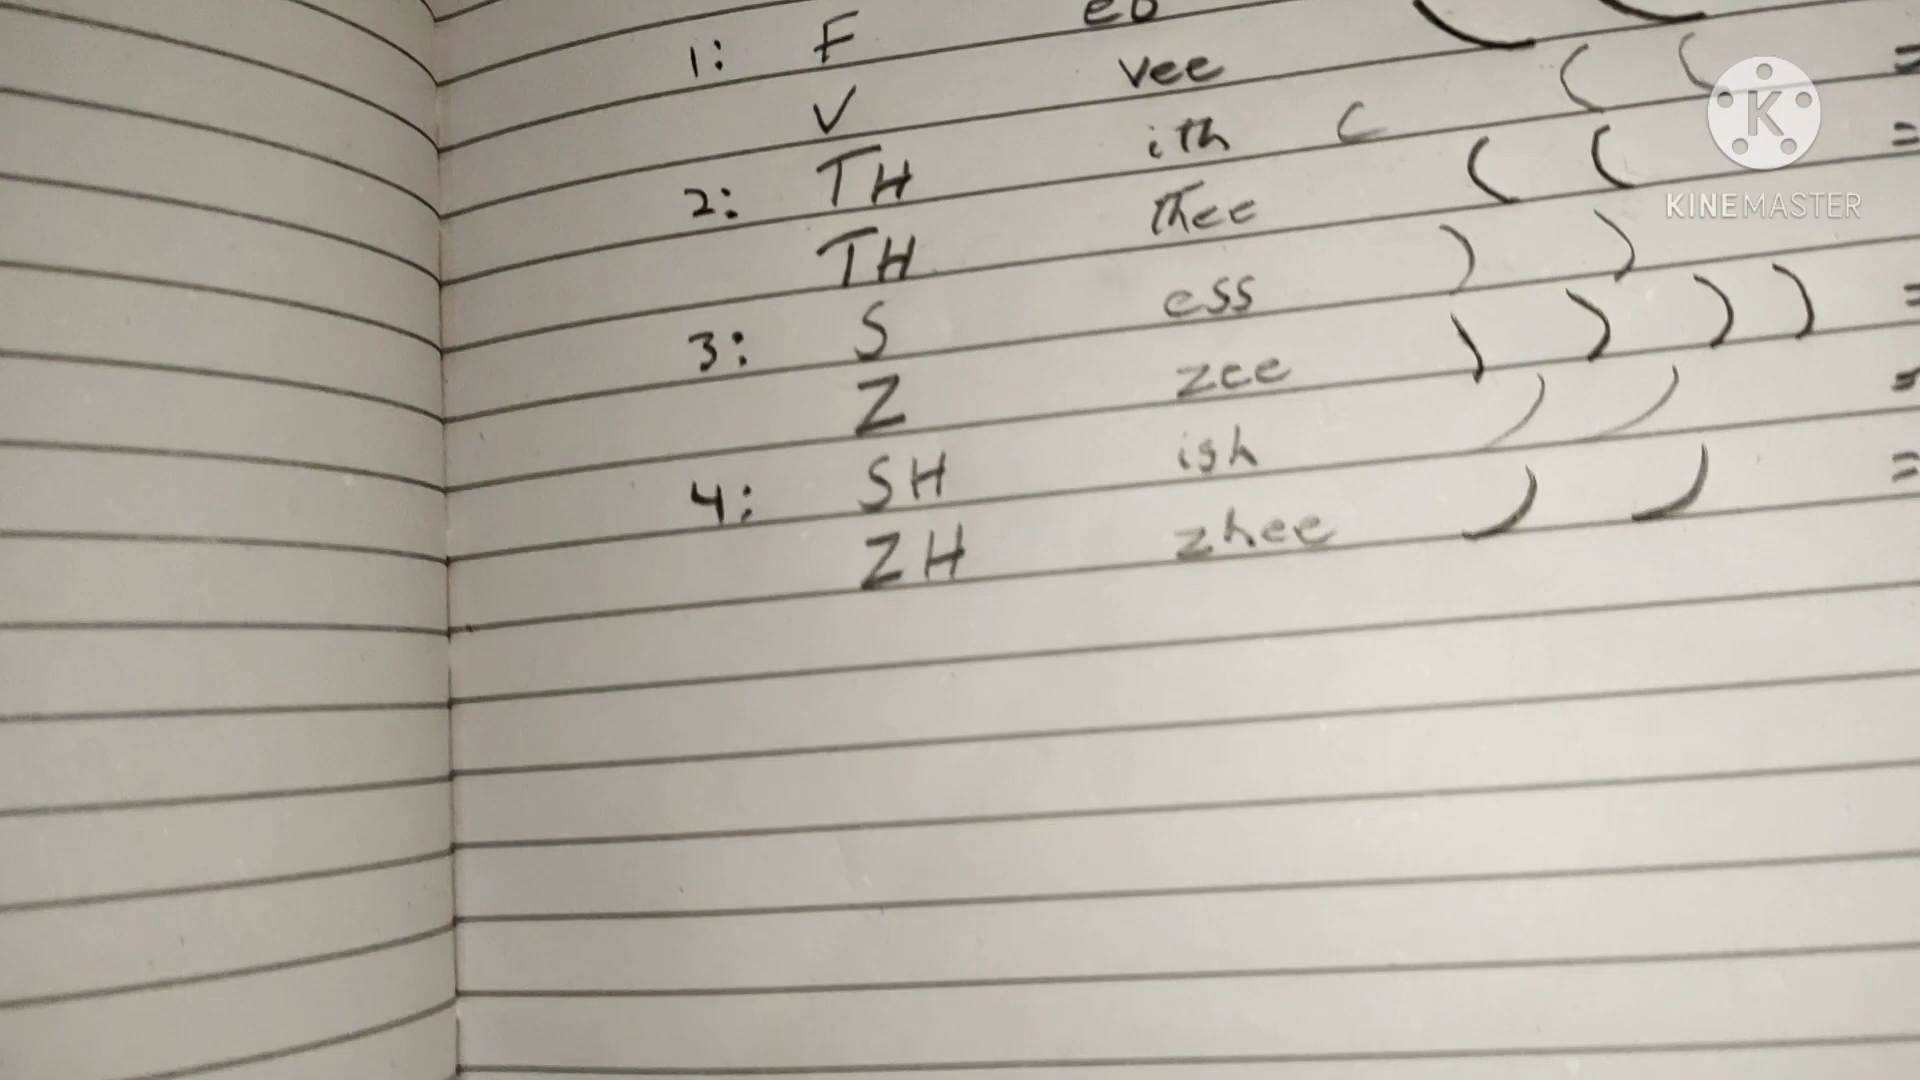 1: F
V vee
2: TH ith
TH thee
3: S ess
Z zee
4: SH ish
ZH zhee
K
KINEMASTER